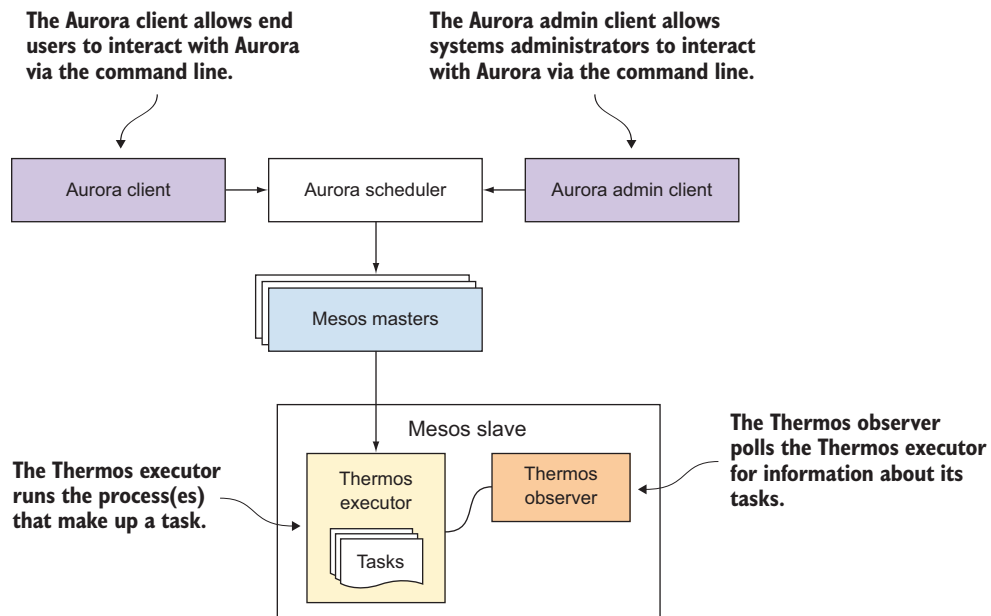 The Aurora client allows end
users to interact with Aurora
via the command line.
The Aurora admin client allows
systems administrators to interact
with Aurora via the command line.
Aurora client
Aurora scheduler
Aurora admin client
Mesos masters
Mesos slave
The Thermos executor
runs the process(es)
that make up a task.
Thermos
executor
Tasks
Thermos
observer
The Thermos observer
polls the Thermos executor
for information about its
tasks.